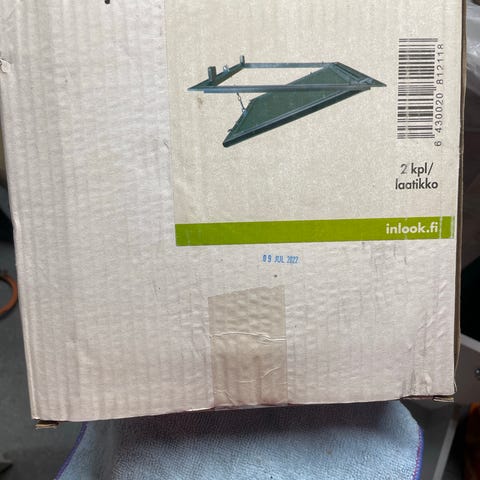 6 430020 812118
2 kpl/
laatikko
inlook.fi
09 JUL 2022